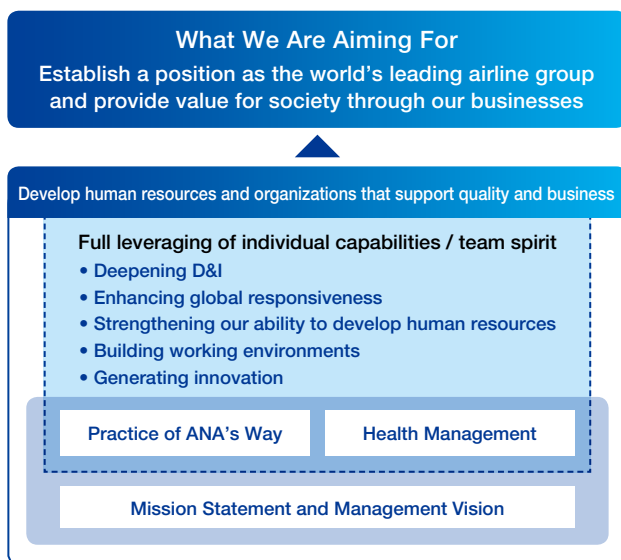 What We Are Aiming For
Establish a position as the world’s leading airline group
and provide value for society through our businesses
Develop human resources and organizations that support quality and business
Full leveraging of individual capabilities / team spirit
• Deepening D&I
• Enhancing global responsiveness
• Strengthening our ability to develop human resources
• Building working environments
• Generating innovation
Practice of ANA’s Way
Health Management
Mission Statement and Management Vision